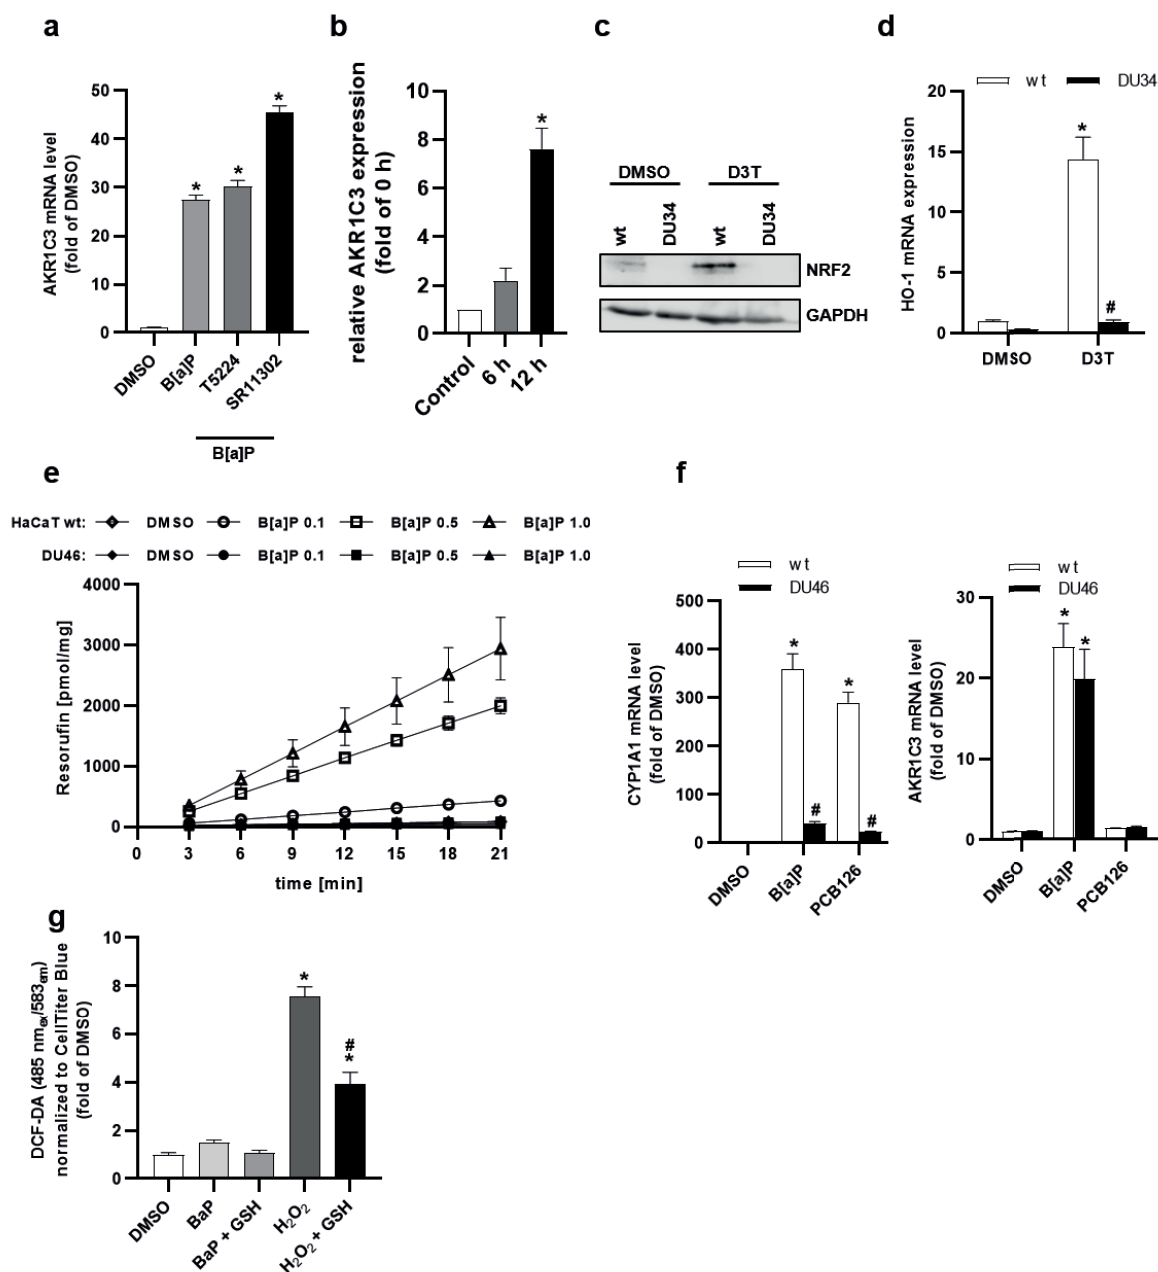 a
AKR1C3 mRNA level
(fold of DMSO)
50
40
30
20
10
0
*
*
*
DMSO
B[a]P
T5224
SR11302
B[a]P
b
relative AKR1C3 expression
(fold of 0 h)
10
8
6
4
2
0
*
Control
6 h
12 h
c
DMSO
D3T
wt
DU34
wt
DU34
NRF2
GAPDH
d
wt
DU34
HO-1 mRNA expression
20
15
10
5
0
*
#
DMSO
D3T
e
HaCaT wt: DMSO B[a]P 0.1 B[a]P 0.5 B[a]P 1.0
DU46: DMSO B[a]P 0.1 B[a]P 0.5 B[a]P 1.0
Resorufin [pmol/mg]
4000
3000
2000
1000
0
0 3 6 9 12 15 18 21
time [min]
f
wt
DU46
CYP1A1 mRNA level
(fold of DMSO)
500
400
300
200
100
0
*
#
*
#
DMSO
B[a]P
PCB126
wt
DU46
AKR1C3 mRNA level
(fold of DMSO)
30
20
10
0
*
*
DMSO
B[a]P
PCB126
g
DCF-DA (485 nmex/583em)
normalized to CellTiter Blue
(fold of DMSO)
10
8
6
4
2
0
*
#
*
DMSO
BaP
BaP + GSH
H2O2
H2O2 + GSH